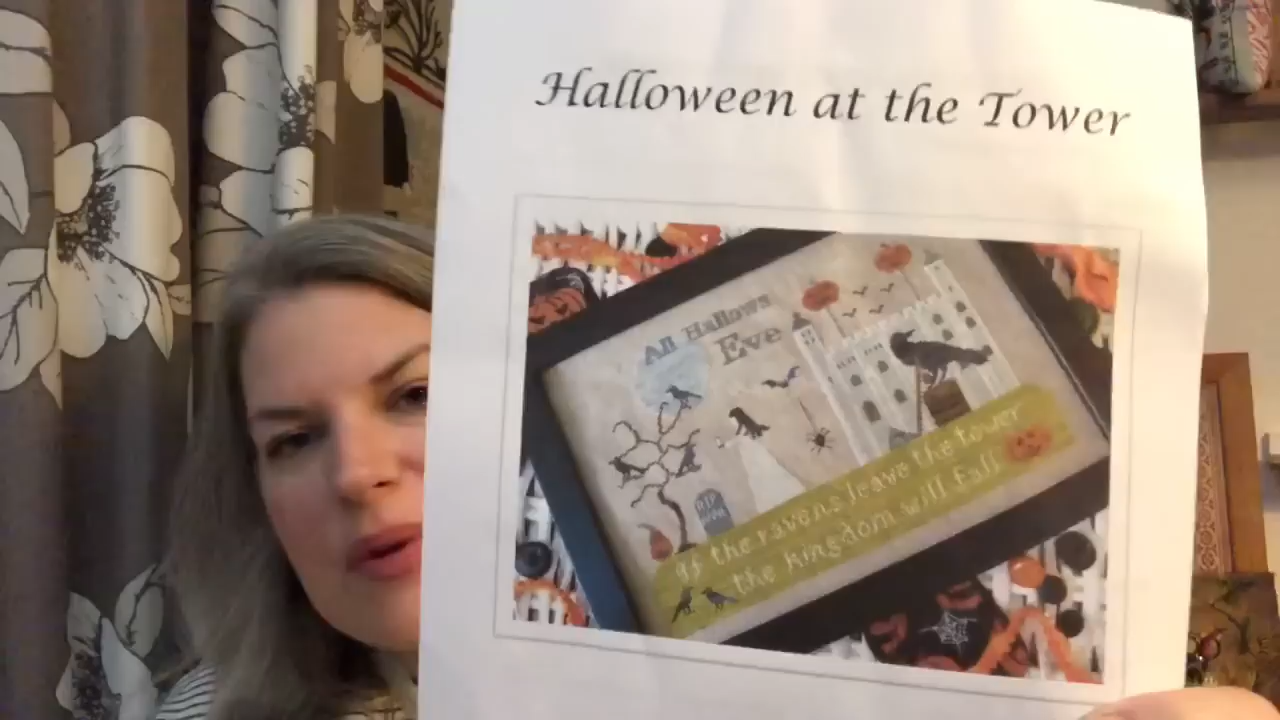 Halloween at the Tower
All Hallows
Eve
RIP
if the ravens leave the tower
the kingdom will fall